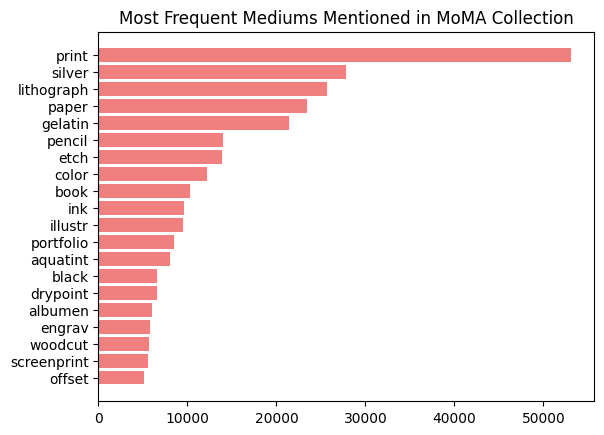 Most Frequent Mediums Mentioned in MoMA Collection
print
silver
lithograph
paper
gelatin
pencil
etch
color
book
ink
illustr
portfolio
aquatint
black
drypoint
albumen
engrav
woodcut
screenprint
offset
0 10000 20000 30000 40000 50000